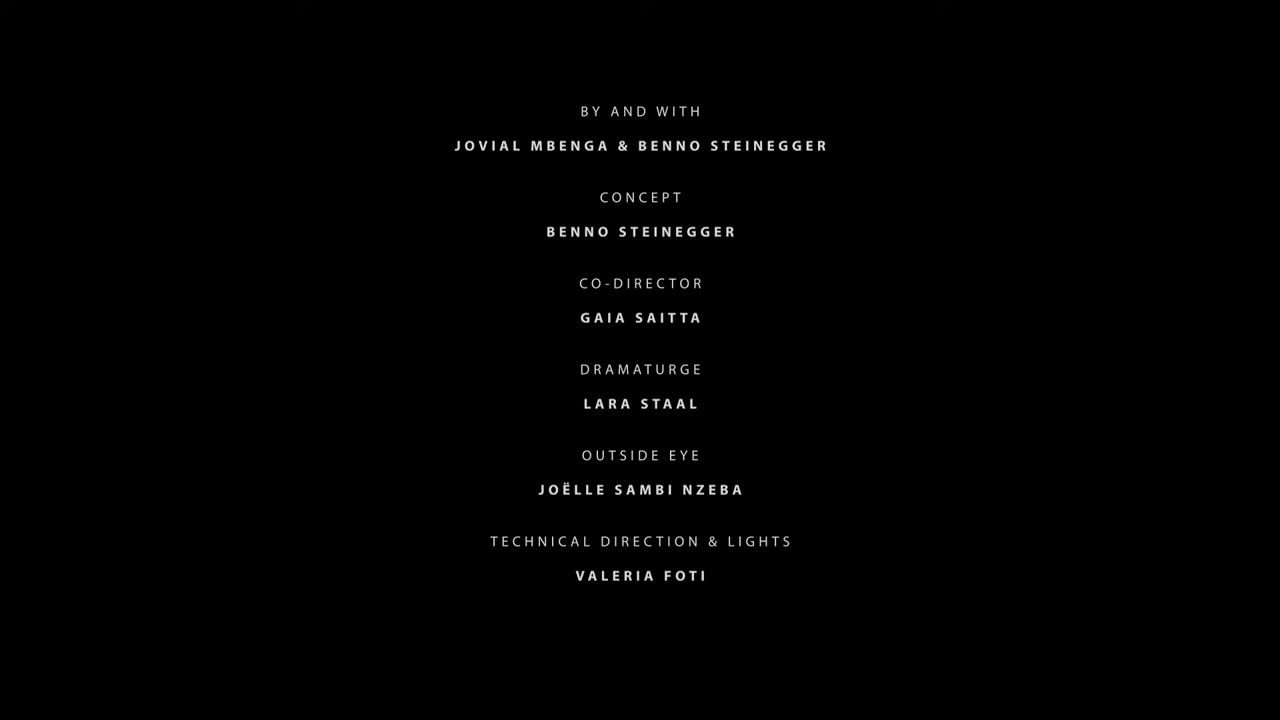 BY AND WITH
JOVIAL MBENGA & BENNO STEINEGGER
CONCEPT
BENNO STEINEGGER
CO-DIRECTOR
GAIA SAITTA
DRAMATURGE
LARA STAAL
OUTSIDE EYE
JOËLLE SAMBI NZEBA
TECHNICAL DIRECTION & LIGHTS
VALERIA FOTI